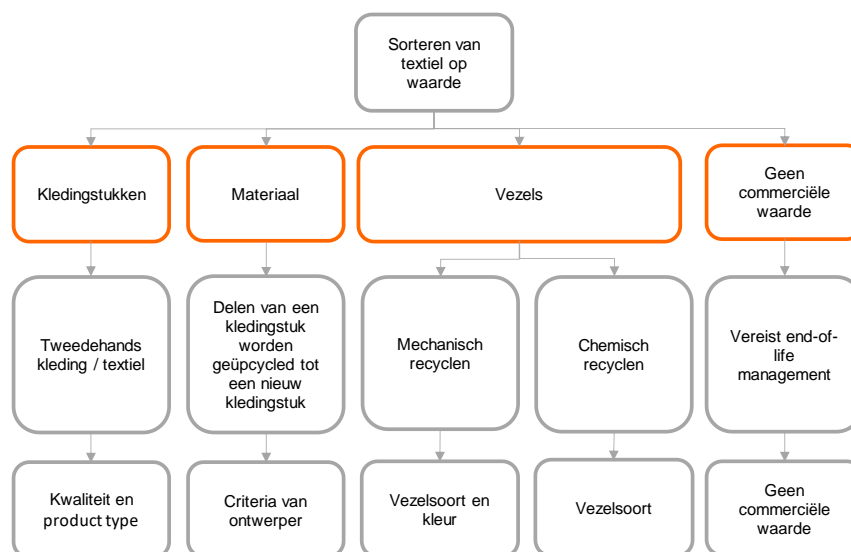 Sorteren van
textiel op
waarde
Kledingstukken
Materiaal
Vezels
Geen
commerciële
waarde
Tweedehands
kleding / textiel
Delen van een
kledingstuk
worden
geüpcycled tot
een nieuw
kledingstuk
Mechanisch
recyclen
Chemisch
recyclen
Vereist end-of-
life
management
Kwaliteit en
product type
Criteria van
ontwerper
Vezelsoort en
kleur
Vezelsoort
Geen
commerciële
waarde